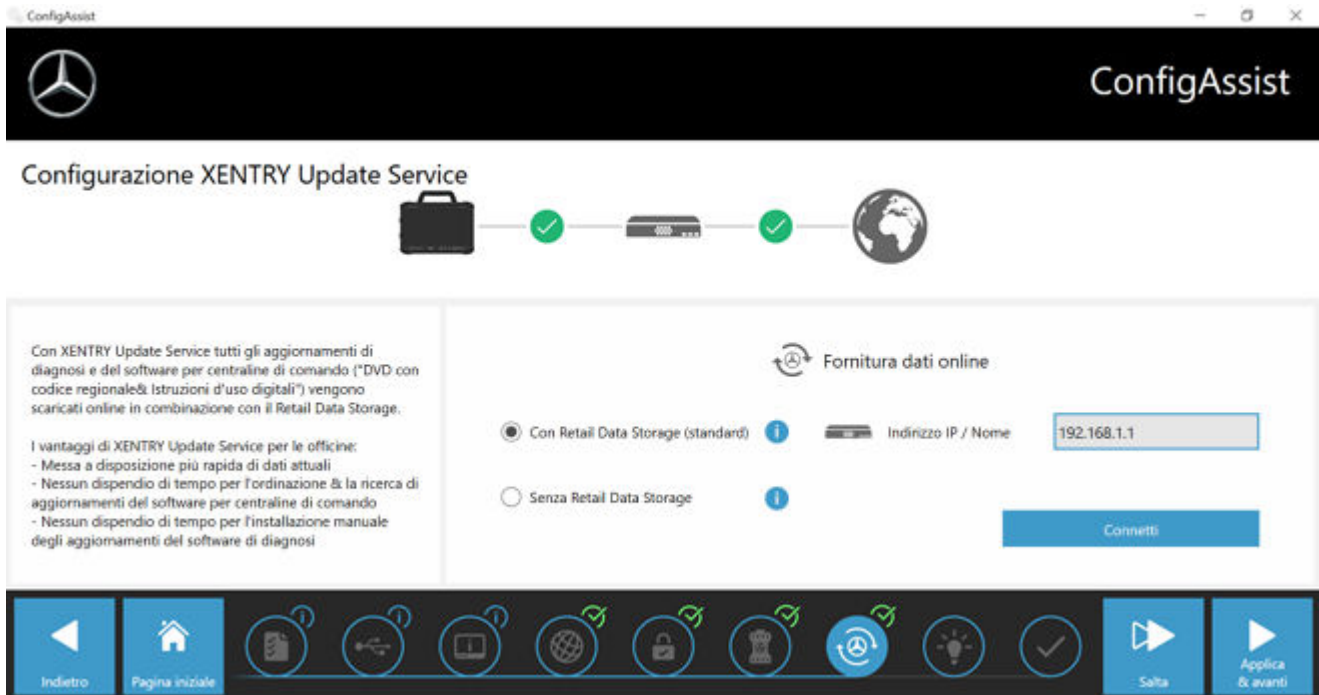 ConfigAssist
ConfigAssist
Configurazione XENTRY Update Service
Con XENTRY Update Service tutti gli aggiornamenti di
diagnosi e del software per centraline di comando ("DVD con
codice regionale& Istruzioni d'uso digitali") vengono
scaricati online in combinazione con il Retail Data Storage.
I vantaggi di XENTRY Update Service per le officine:
- Messa a disposizione più rapida di dati attuali
- Nessun dispendio di tempo per l'ordinazione & la ricerca di
aggiornamenti del software per centraline di comando
- Nessun dispendio di tempo per l'installazione manuale
degli aggiornamenti del software di diagnosi
Fornitura dati online
Con Retail Data Storage (standard)
Indirizzo IP / Nome
192.168.1.1
Senza Retail Data Storage
Connetti
Indietro
Pagina iniziale
Salta
Applica
& avanti